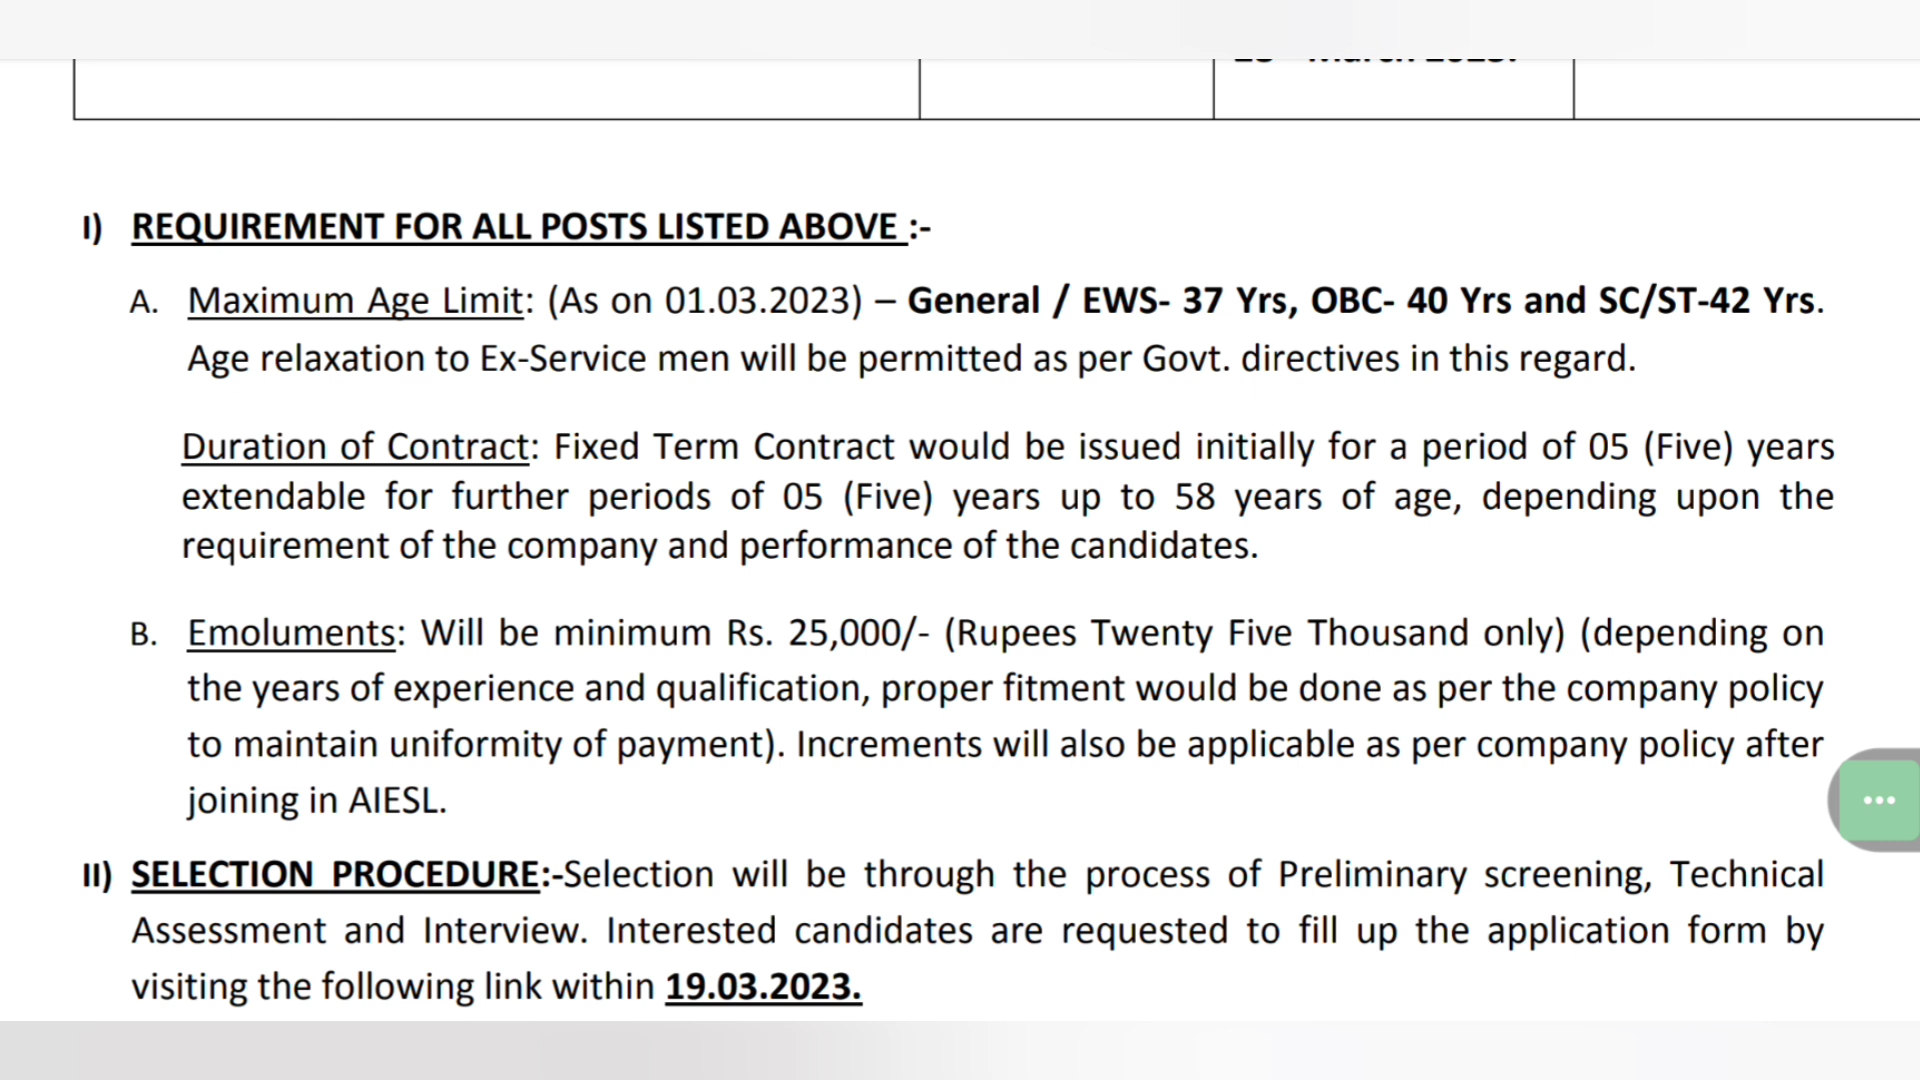 I) REQUIREMENT FOR ALL POSTS LISTED ABOVE :-
A. Maximum Age Limit: (As on 01.03.2023) – General / EWS- 37 Yrs, OBC- 40 Yrs and SC/ST-42 Yrs.
Age relaxation to Ex-Service men will be permitted as per Govt. directives in this regard.
Duration of Contract: Fixed Term Contract would be issued initially for a period of 05 (Five) years
extendable for further periods of 05 (Five) years up to 58 years of age, depending upon the
requirement of the company and performance of the candidates.
B. Emoluments: Will be minimum Rs. 25,000/- (Rupees Twenty Five Thousand only) (depending on
the years of experience and qualification, proper fitment would be done as per the company policy
to maintain uniformity of payment). Increments will also be applicable as per company policy after
joining in AIESL.
II) SELECTION PROCEDURE:-Selection will be through the process of Preliminary screening, Technical
Assessment and Interview. Interested candidates are requested to fill up the application form by
visiting the following link within 19.03.2023.